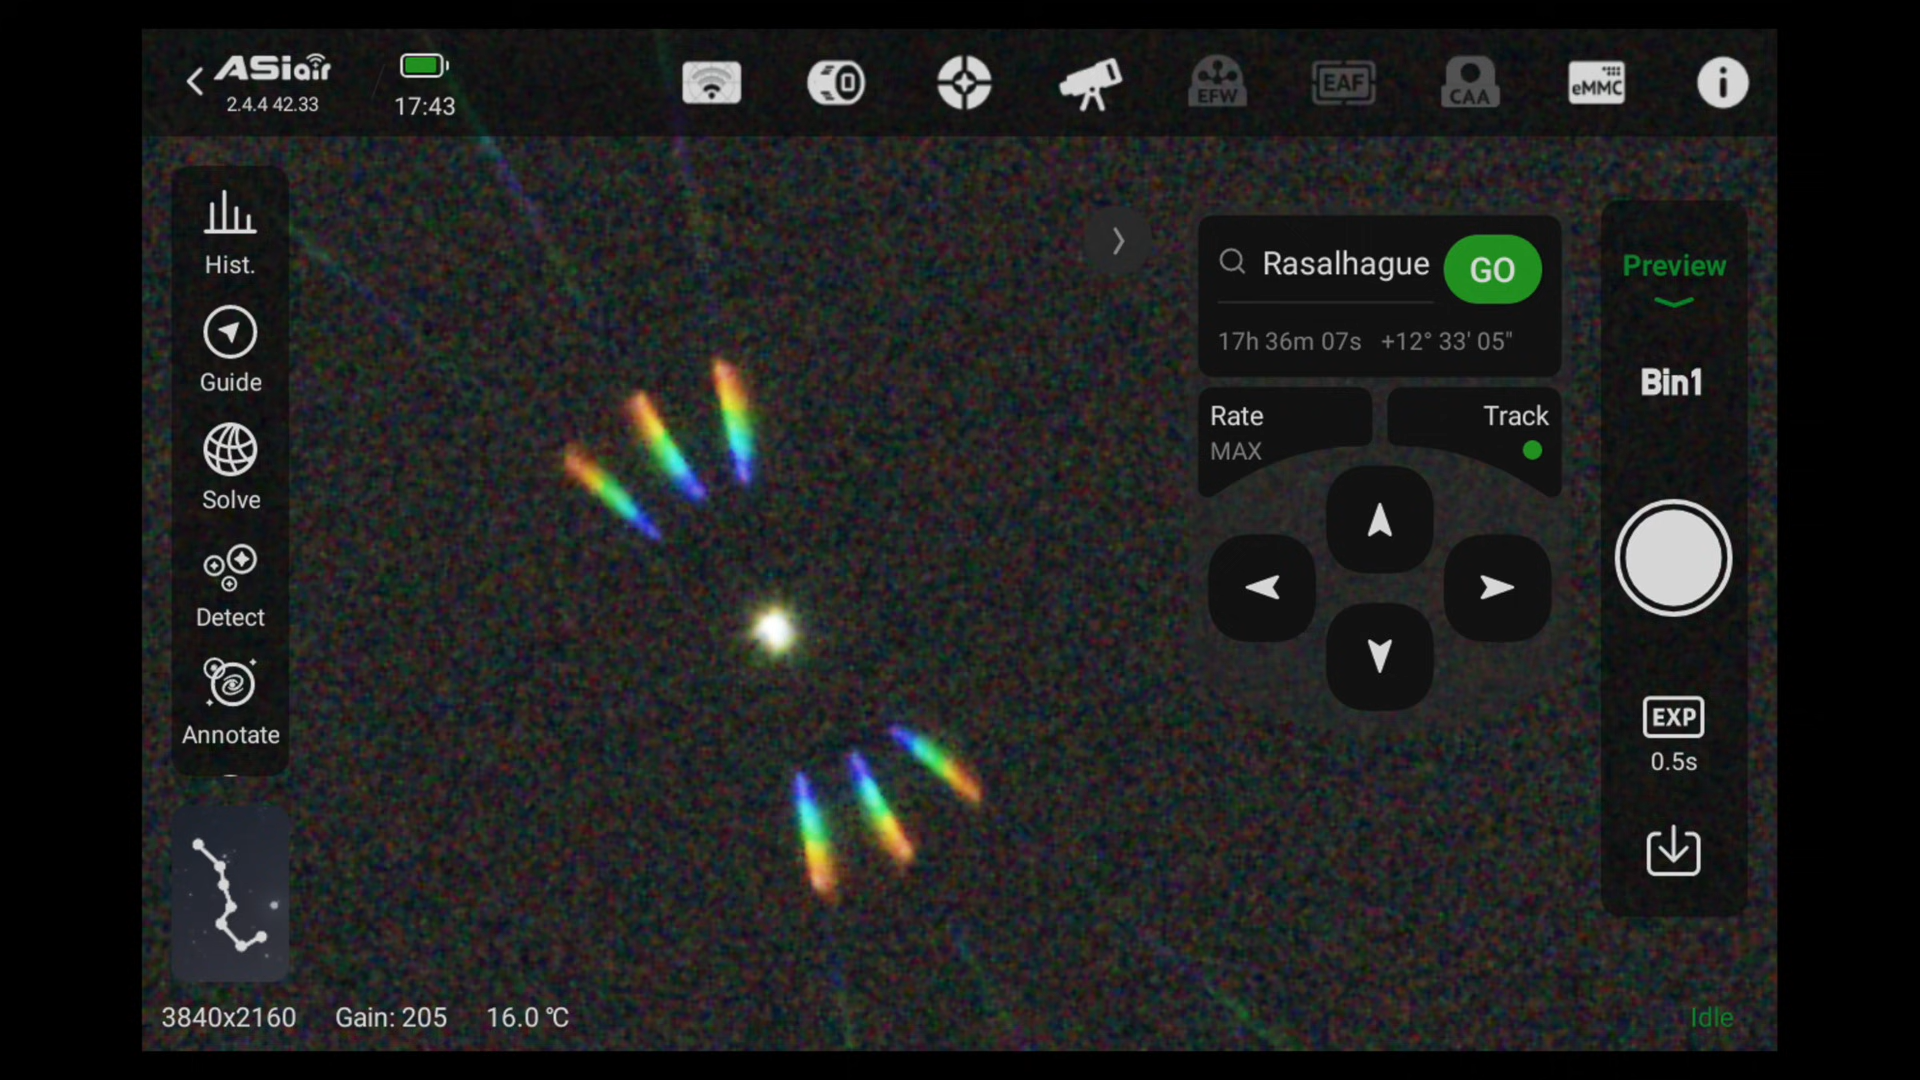 ASiair
2.4.4 42.33
17:43
EFW
EAF
CAA
eMMC
Hist.
Guide
Solve
Detect
Annotate
Rasalhague
GO
17h 36m 07s +12° 33' 05"
Rate
MAX
Track
Preview
Bin1
EXP
0.5s
3840x2160 Gain: 205 16.0 ℃
Idle